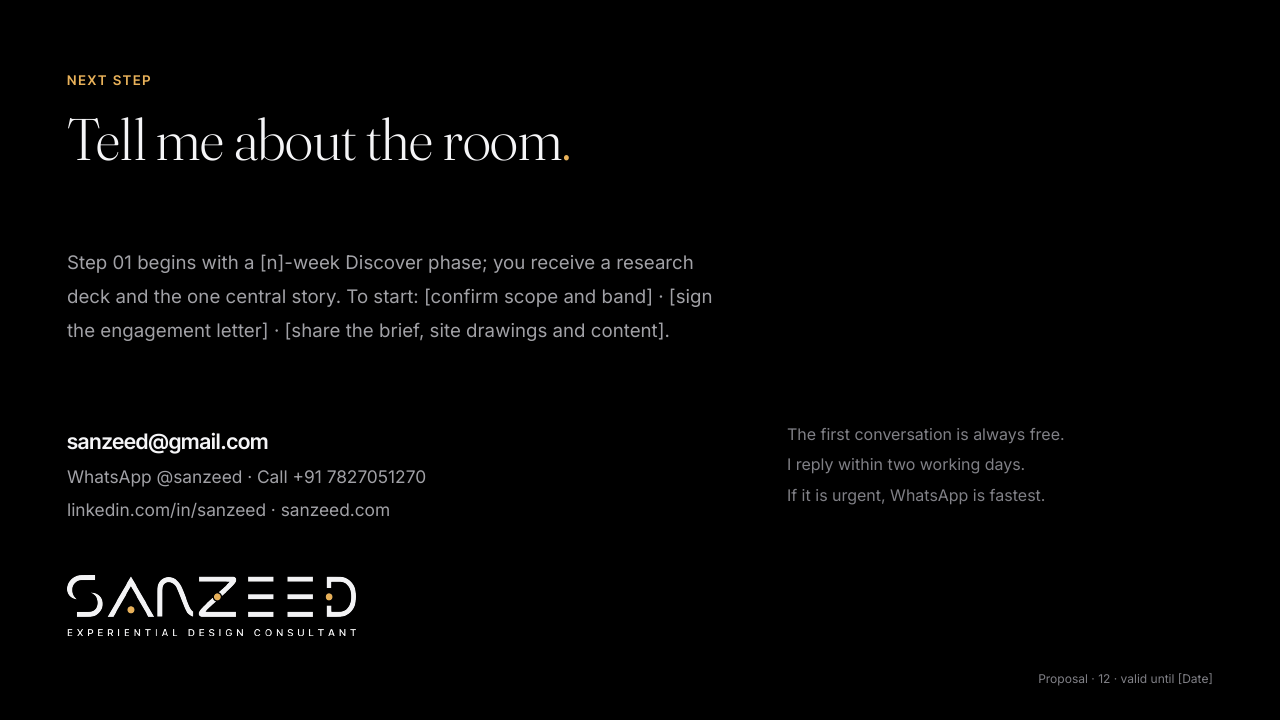 NEXT STEP
Tell me about the room.
Step 01 begins with a [n]-week Discover phase; you receive a research
deck and the one central story. To start: [confirm scope and band] · [sign
the engagement letter] · [share the brief, site drawings and content].
sanzeed@gmail.com
WhatsApp @sanzeed · Call +91 7827051270
linkedin.com/in/sanzeed · sanzeed.com
The first conversation is always free.
I reply within two working days.
If it is urgent, WhatsApp is fastest.
SANZEED
EXPERIENTIAL DESIGN CONSULTANT
Proposal · 12 · valid until [Date]